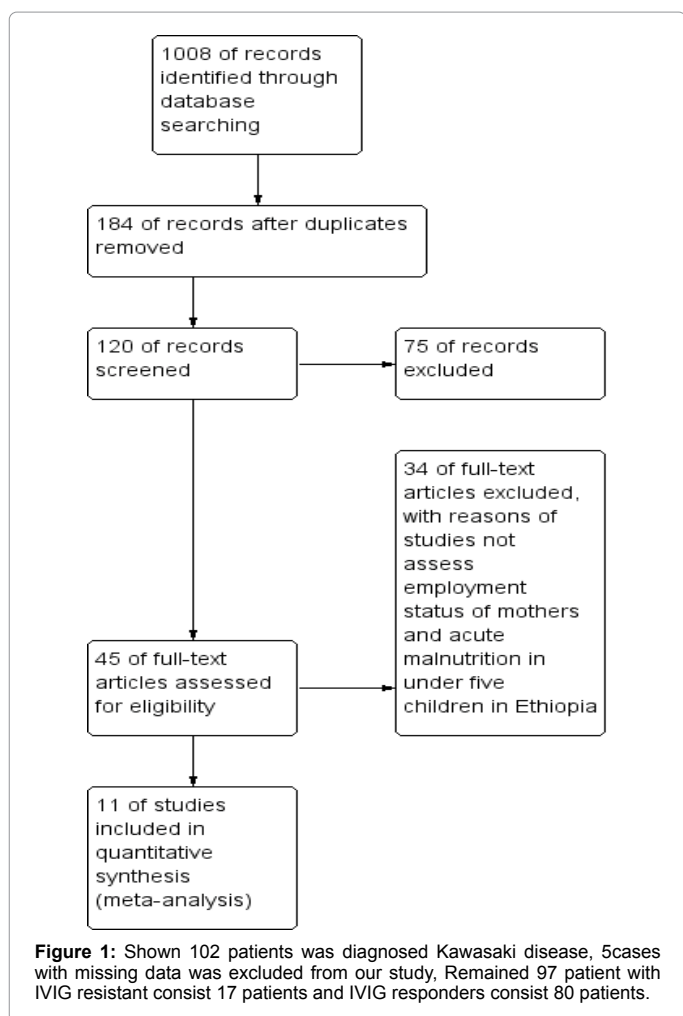 1008 of records
identified through
database
searching
184 of records after duplicates
removed
120 of records
screened
75 of records
excluded
34 of full-text
articles excluded,
with reasons of
studies not
assess
employment
status of mothers
and acute
malnutrition in
under five
children in Ethiopia
45 of full-text
articles assessed
for eligibility
11 of studies
included in
quantitative
synthesis
(meta-analysis)
Figure 1: Shown 102 patients was diagnosed Kawasaki disease, 5cases
with missing data was excluded from our study, Remained 97 patient with
IVIG resistant consist 17 patients and IVIG responders consist 80 patients.